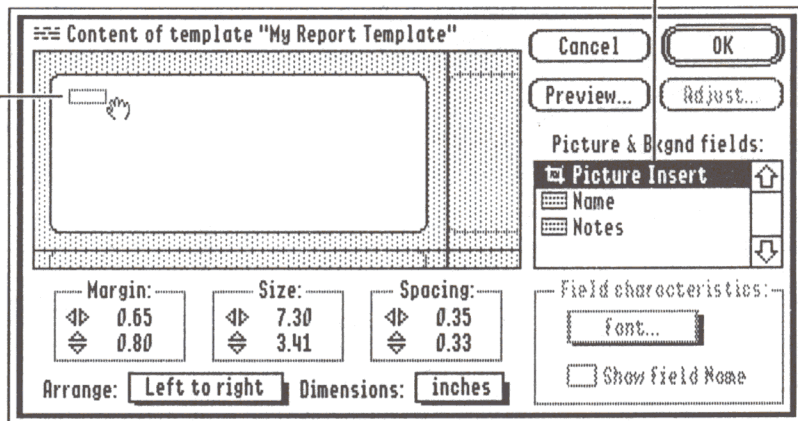 Content of template "My Report Template"
Cancel
OK
Preview...
Adjust...
Picture & Bkgnd fields:
Picture Insert
Name
Notes
Margin:
0.65
0.80
Size:
7.30
3.41
Spacing:
0.35
0.33
Field characteristics:
Font...
Show Field Name
Arrange: Left to right Dimensions: inches